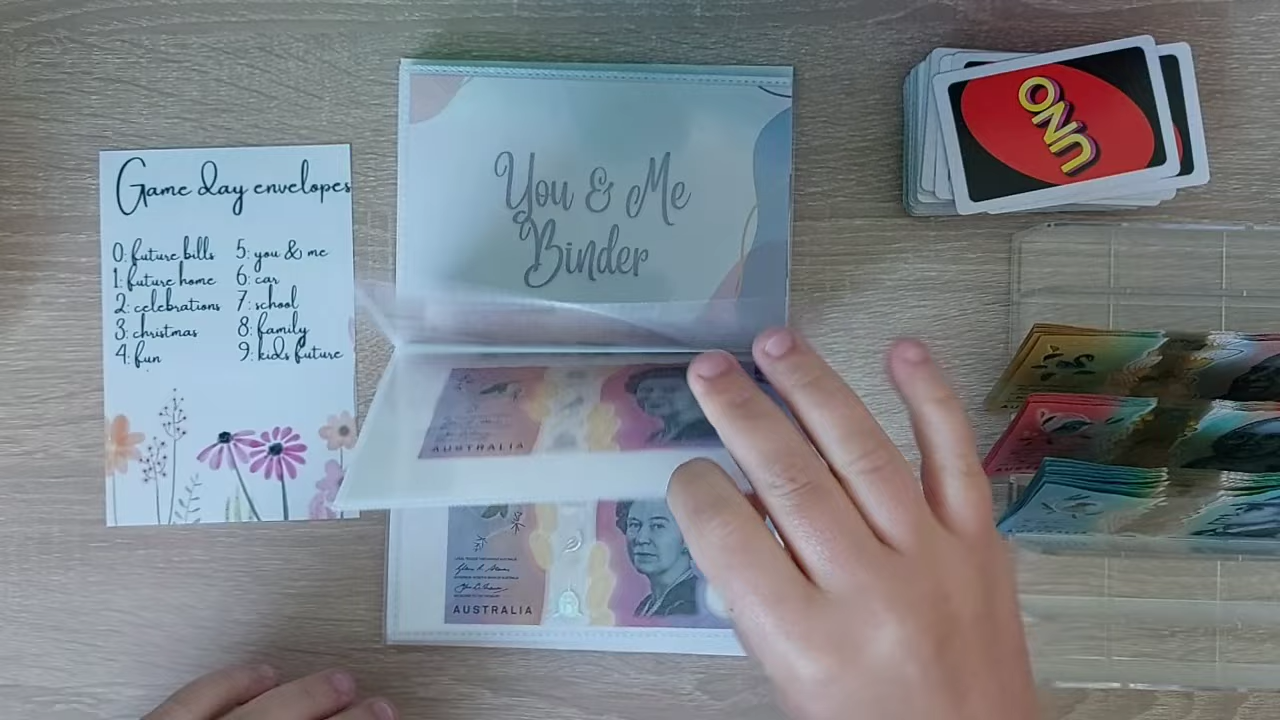 Game day envelopes
0: future bills
1: future home
2: celebrations
3: christmas
4: fun
5: you & me
6: car
7: school
8: family
9: kids future
You & Me
Binder
AUSTRALIA
AUSTRALIA
UNO